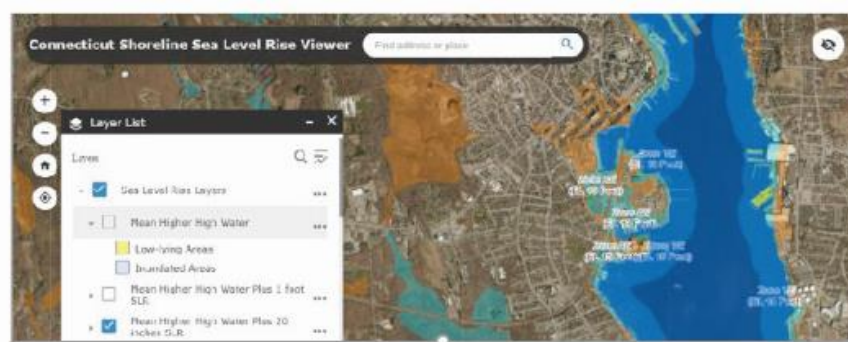 Connecticut Shoreline Sea Level Rise Viewer
Find address or place
Layer List
Layers
Sea Level Rise Layers
Mean Higher High Water
Low-lying Areas
Inundated Areas
Mean Higher High Water Plus 1 foot
SLR
Mean Higher High Water Plus 20
inches SLR